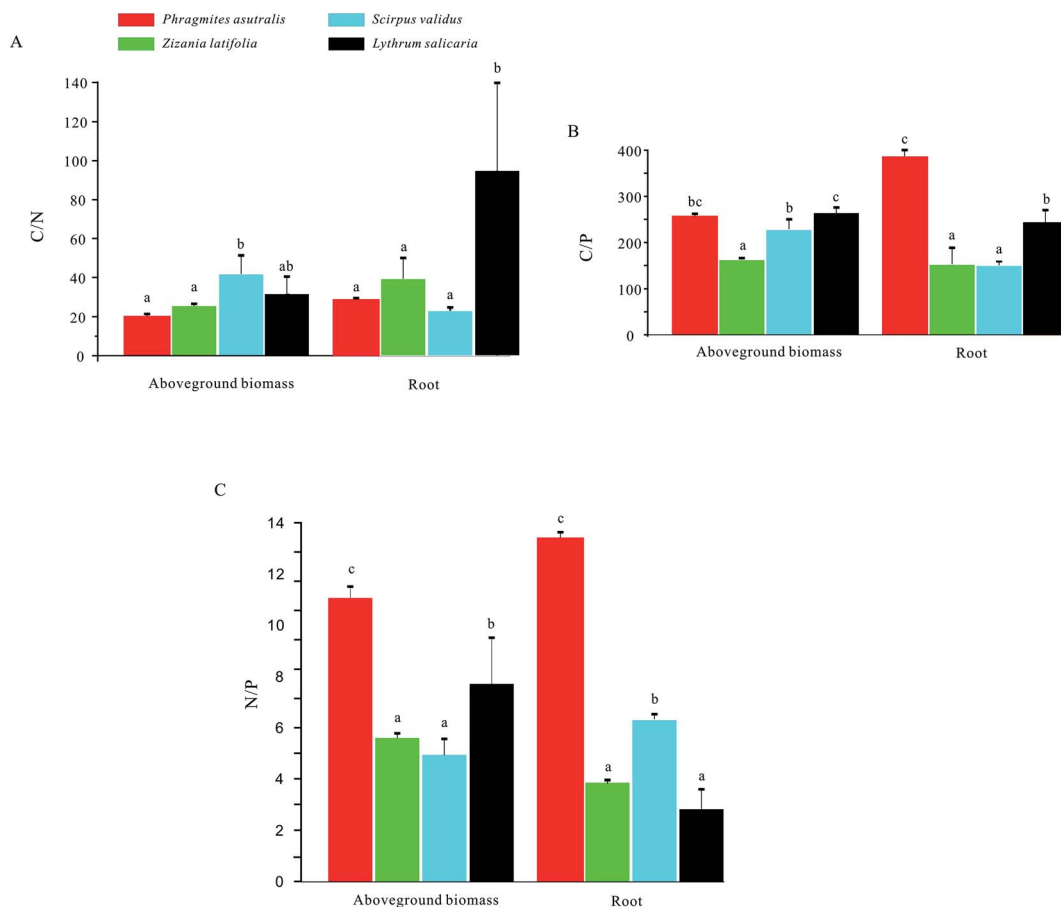 Phragmites asutralis
Scirpus validus
Zizania latifolia
Lythrum salicaria
A
140
120
100
80
60
40
20
0
C/N
a
a
b
ab
a
a
a
b
Aboveground biomass
Root
B
400
300
200
100
0
C/P
bc
a
b
c
c
a
a
b
Aboveground biomass
Root
C
14
12
10
8
6
4
2
0
N/P
c
a
a
b
c
a
b
a
Aboveground biomass
Root